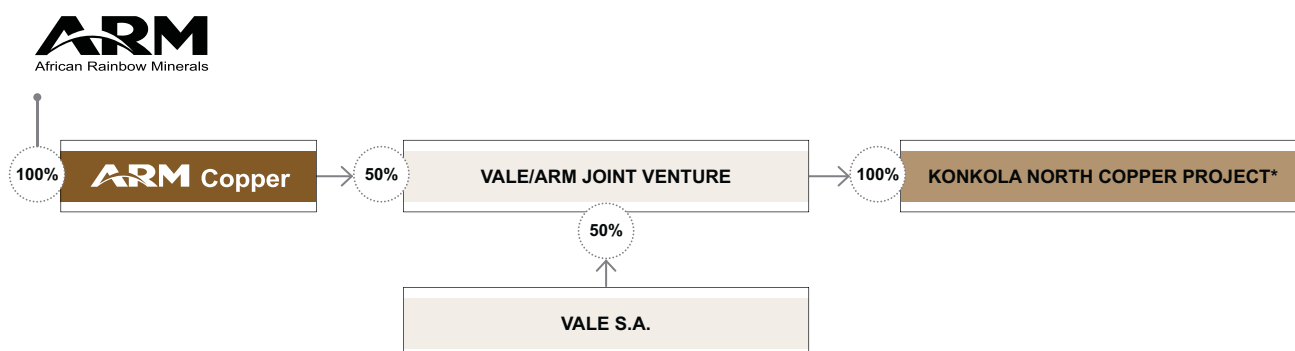 ARM
African Rainbow Minerals
100%
ARM Copper
50%
VALE/ARM JOINT VENTURE
100%
KONKOLA NORTH COPPER PROJECT*
50%
VALE S.A.